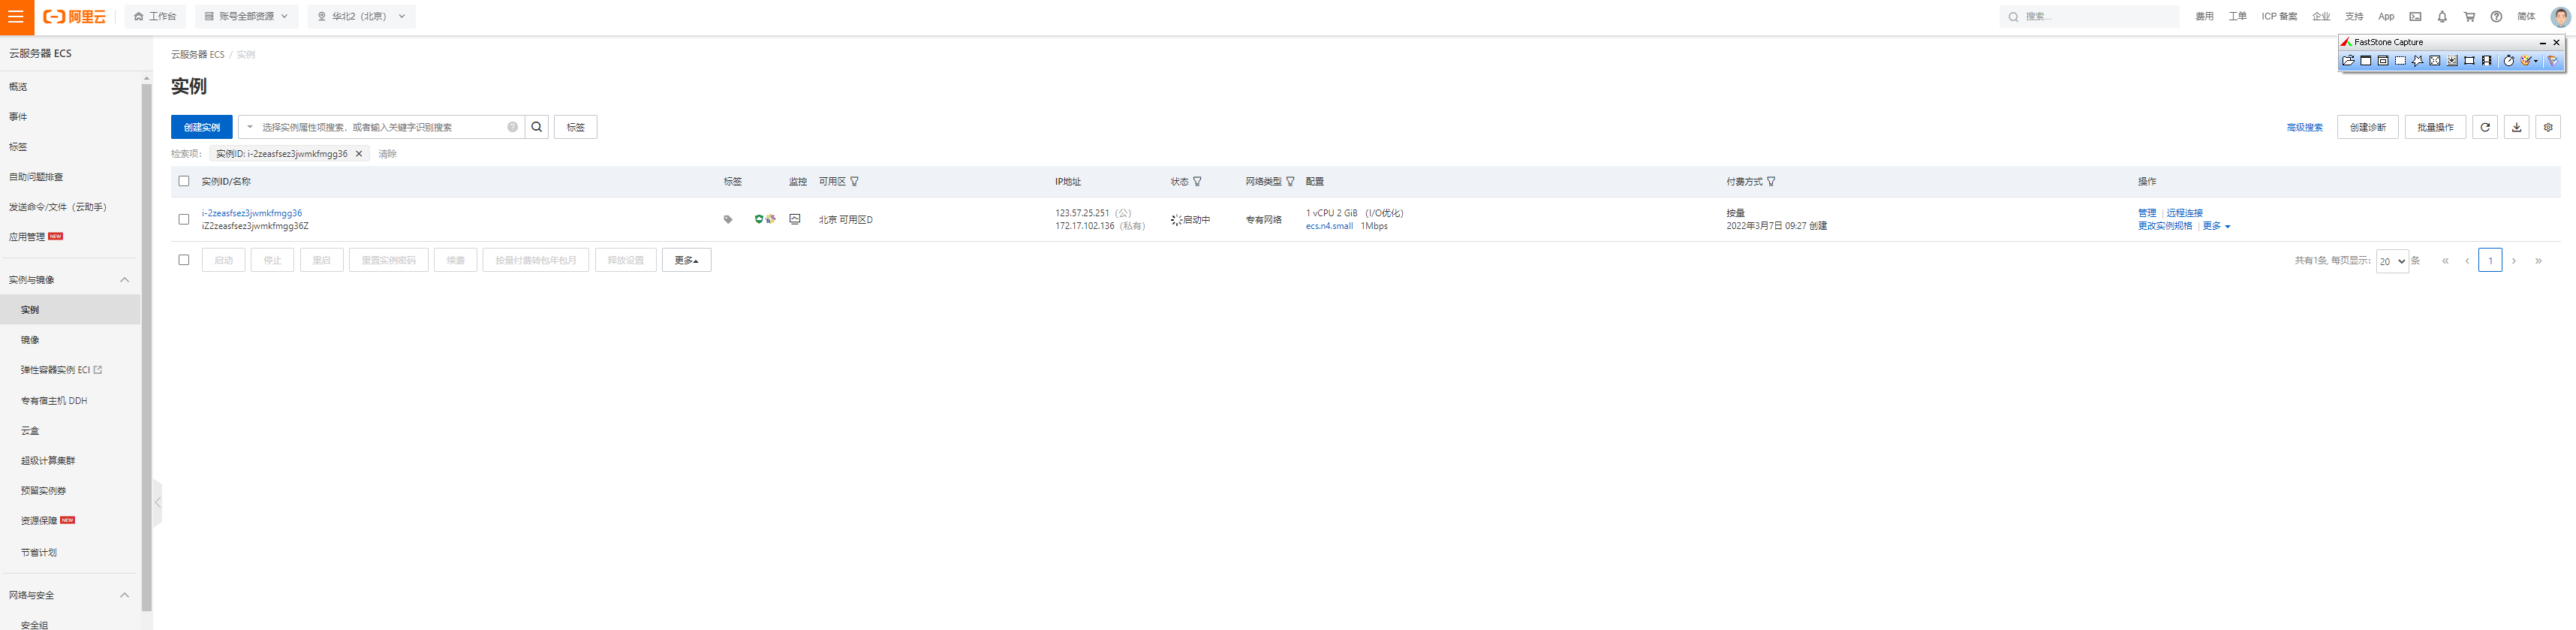 阿里云
工作台
账号全部资源
华北2（北京）
搜索...
费用
工单
ICP 备案
企业
支持
App
简体
FastStone Capture
云服务器 ECS
概览
事件
标签
自助问题排查
发送命令/文件（云助手）
应用管理 NEW
实例与镜像
实例
镜像
弹性容器实例 ECI
专有宿主机 DDH
云盒
超级计算集群
预留实例券
资源保障 NEW
节省计划
网络与安全
安全组
云服务器 ECS / 实例
实例
创建实例
选择实例属性项搜索，或者输入关键字识别搜索
标签
高级搜索
创建诊断
批量操作
检索项：
实例ID: i-2zeasfsez3jwmkfmgg36
清除
实例ID/名称
标签
监控
可用区
IP地址
状态
网络类型
配置
付费方式
操作
i-2zeasfsez3jwmkfmgg36
iZ2zeasfsez3jwmkfmgg36Z
北京 可用区D
123.57.25.251（公）
172.17.102.136（私有）
启动中
专有网络
1 vCPU 2 GiB （I/O优化）
ecs.n4.small 1Mbps
按量
2022年3月7日 09:27 创建
管理 | 远程连接
更改实例规格 | 更多
启动
停止
重启
重置实例密码
续费
按量付费转包年包月
释放设置
更多
共有1条, 每页显示: 20 条
1